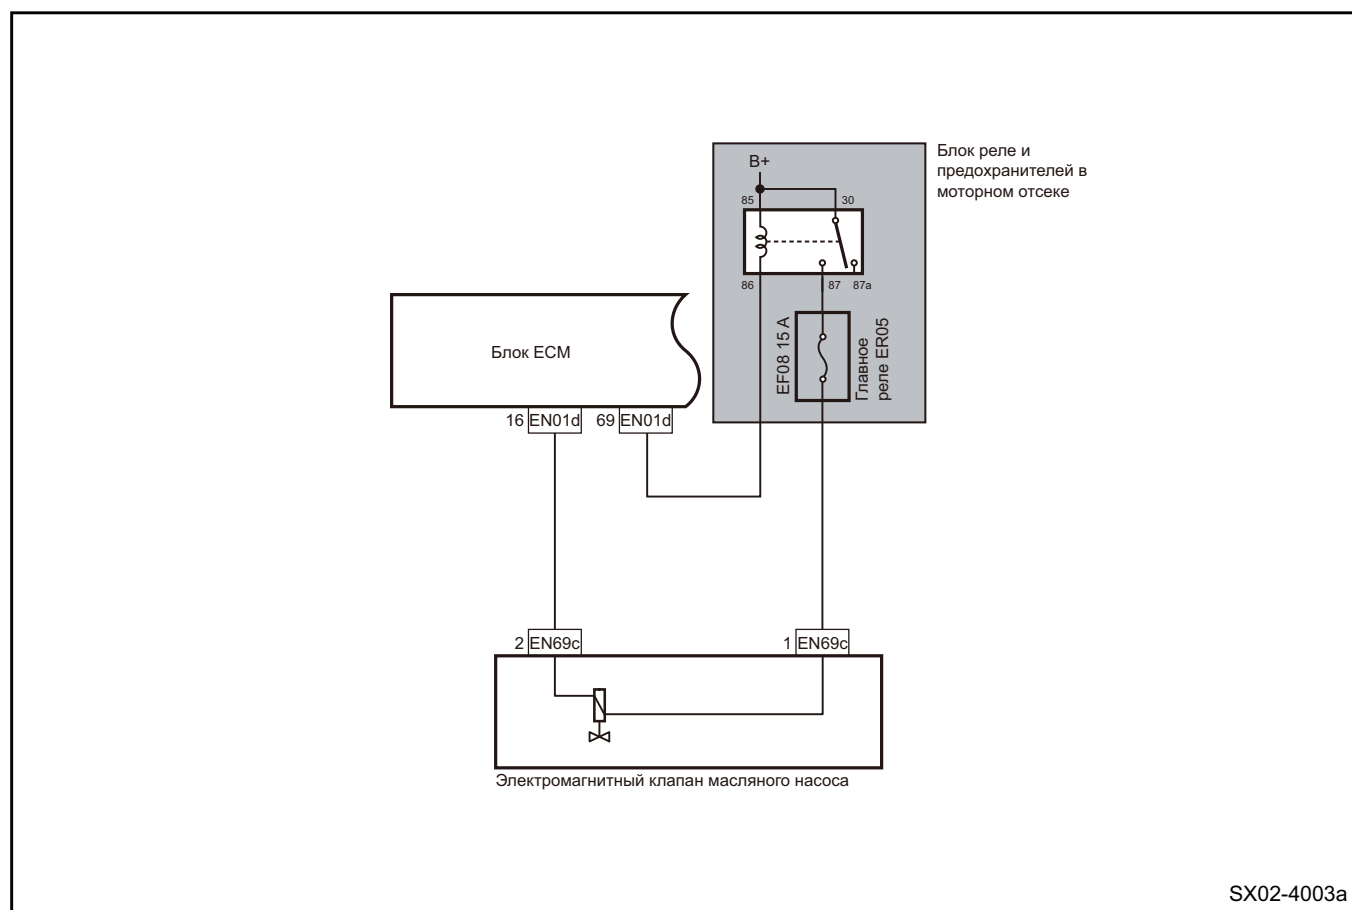 Блок реле и
предохранителей в
моторном отсеке
B+
85
30
86
87
87a
EF08 15 A
Главное
реле ER05
Блок ECM
16 EN01d
69 EN01d
2 EN69c
1 EN69c
Электромагнитный клапан масляного насоса
SX02-4003a